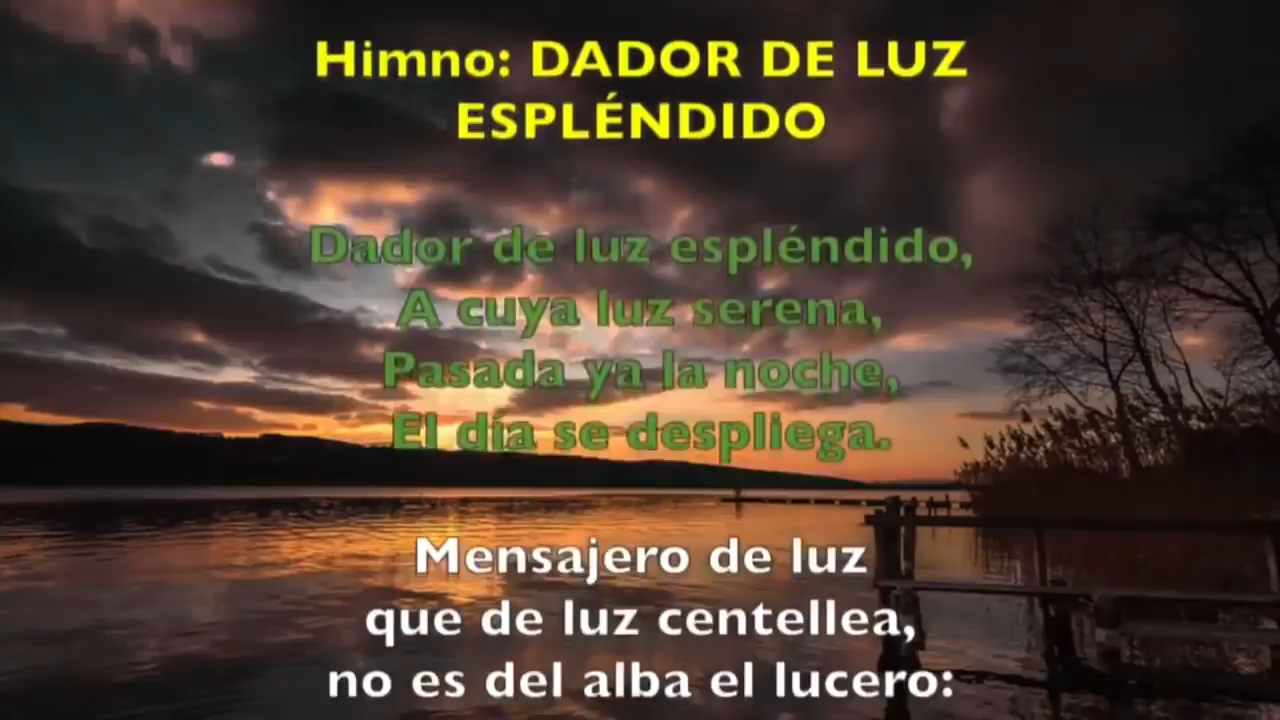 Himno: DADOR DE LUZ
ESPLÉNDIDO
Dador de luz espléndido,
A cuya luz serena,
Pasada ya la noche,
El día se despliega.
Mensajero de luz
que de luz centellea,
no es del alba el lucero: